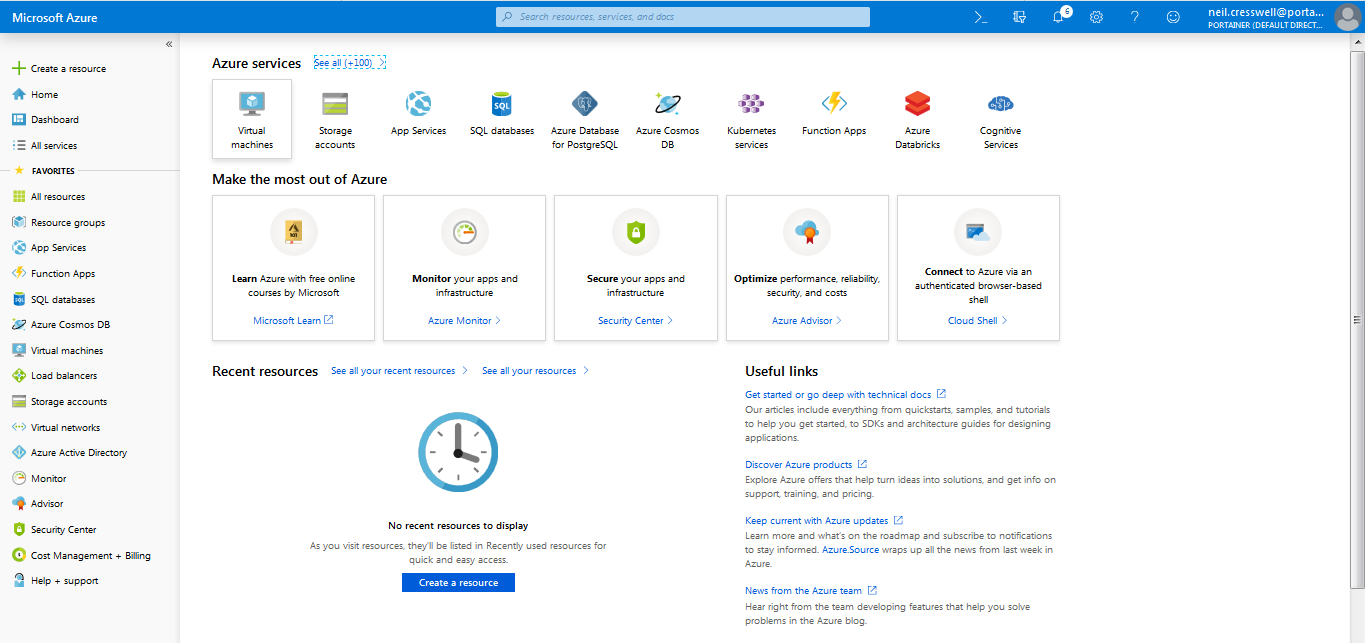 Microsoft Azure
Search resources, services, and docs
6
neil.cresswell@porta...
PORTAINER (DEFAULT DIRECT...
«
Create a resource
Home
Dashboard
All services
FAVORITES
All resources
Resource groups
App Services
Function Apps
SQL databases
Azure Cosmos DB
Virtual machines
Load balancers
Storage accounts
Virtual networks
Azure Active Directory
Monitor
Advisor
Security Center
Cost Management + Billing
Help + support
Azure services
See all (+100)
Virtual
machines
Storage
accounts
App Services
SQL
SQL databases
Azure Database
for PostgreSQL
Azure Cosmos
DB
Kubernetes
services
Function Apps
Azure
Databricks
Cognitive
Services
Make the most out of Azure
Learn Azure with free online
courses by Microsoft
Microsoft Learn
Monitor your apps and
infrastructure
Azure Monitor
Secure your apps and
infrastructure
Security Center
Optimize performance, reliability,
security, and costs
Azure Advisor
Connect to Azure via an
authenticated browser-based
shell
Cloud Shell
Recent resources
See all your recent resources
See all your resources
No recent resources to display
As you visit resources, they'll be listed in Recently used resources for
quick and easy access.
Create a resource
Useful links
Get started or go deep with technical docs
Our articles include everything from quickstarts, samples, and tutorials
to help you get started, to SDKs and architecture guides for designing
applications.
Discover Azure products
Explore Azure offers that help turn ideas into solutions, and get info on
support, training, and pricing.
Keep current with Azure updates
Learn more and what's on the roadmap and subscribe to notifications
to stay informed. Azure.Source wraps up all the news from last week in
Azure.
News from the Azure team
Hear right from the team developing features that help you solve
problems in the Azure blog.